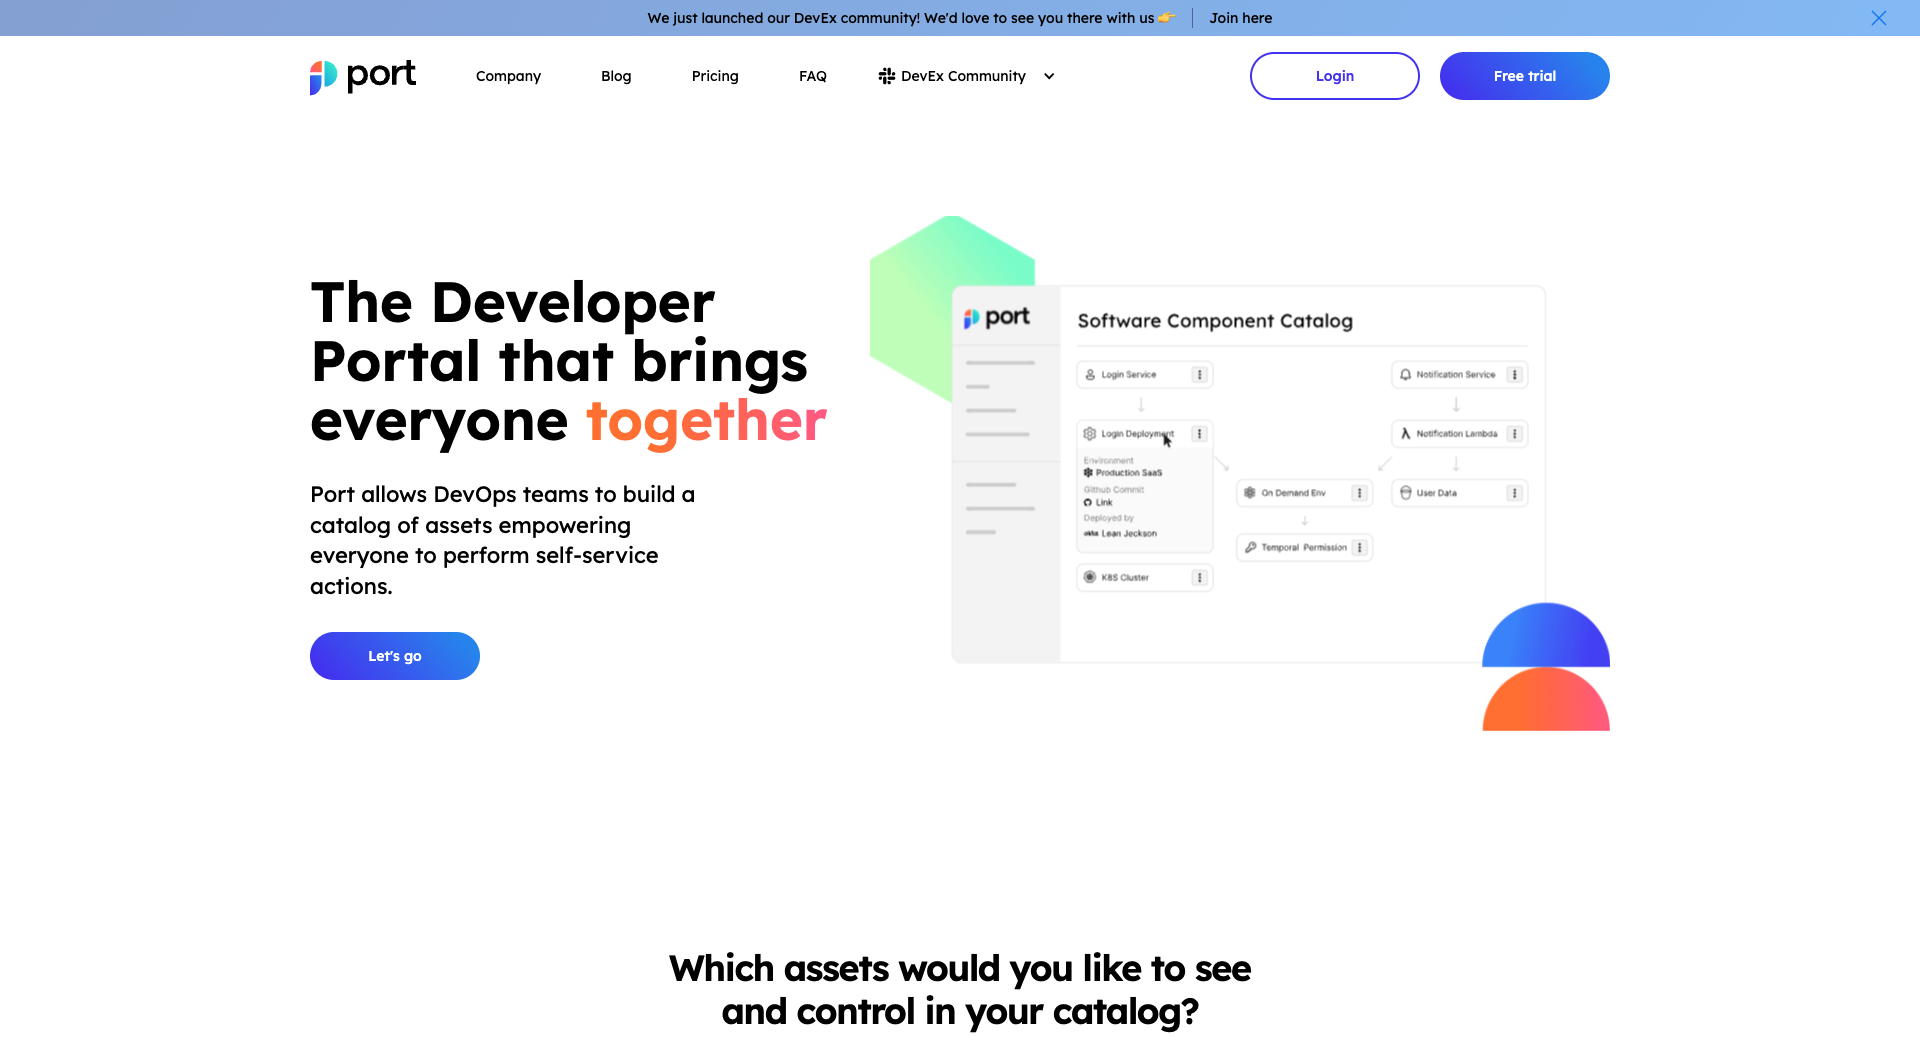 We just launched our DevEx community! We'd love to see you there with us 👉 Join here
port
Company
Blog
Pricing
FAQ
DevEx Community
Login
Free trial
The Developer
Portal that brings
everyone together
Port allows DevOps teams to build a
catalog of assets empowering
everyone to perform self-service
actions.
Let's go
port
Software Component Catalog
Login Service
Notification Service
Login Deployment
Notification Lambda
Environment
Production SaaS
Github Commit
Link
Deployed by
okta Lean Jeckson
On Demand Env
User Data
Temporal Permission
K8S Cluster
Which assets would you like to see
and control in your catalog?